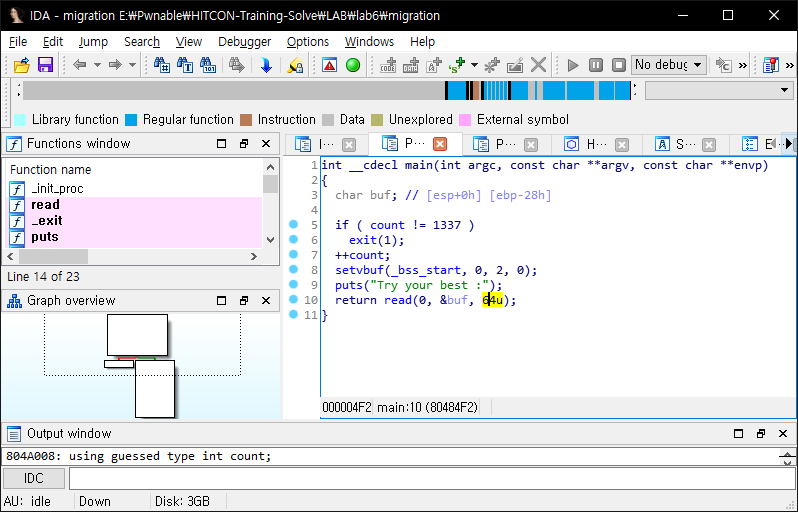 IDA - migration E:₩Pwnable₩HITCON-Training-Solve₩LAB₩lab6₩migration
File Edit Jump Search View Debugger Options Windows Help
No debug
Library function Regular function Instruction Data Unexplored External symbol
Functions window
Function name
f _init_proc
f read
f _exit
f puts
Line 14 of 23
Graph overview
I… P… P… H… S… E
1 int __cdecl main(int argc, const char **argv, const char **envp)
2 {
3 char buf; // [esp+0h] [ebp-28h]
4
5 if ( count != 1337 )
6 exit(1);
7 ++count;
8 setvbuf(_bss_start, 0, 2, 0);
9 puts("Try your best :");
10 return read(0, &buf, 64u);
11 }
000004F2 main:10 (80484F2)
Output window
804A008: using guessed type int count;
IDC
AU: idle Down Disk: 3GB